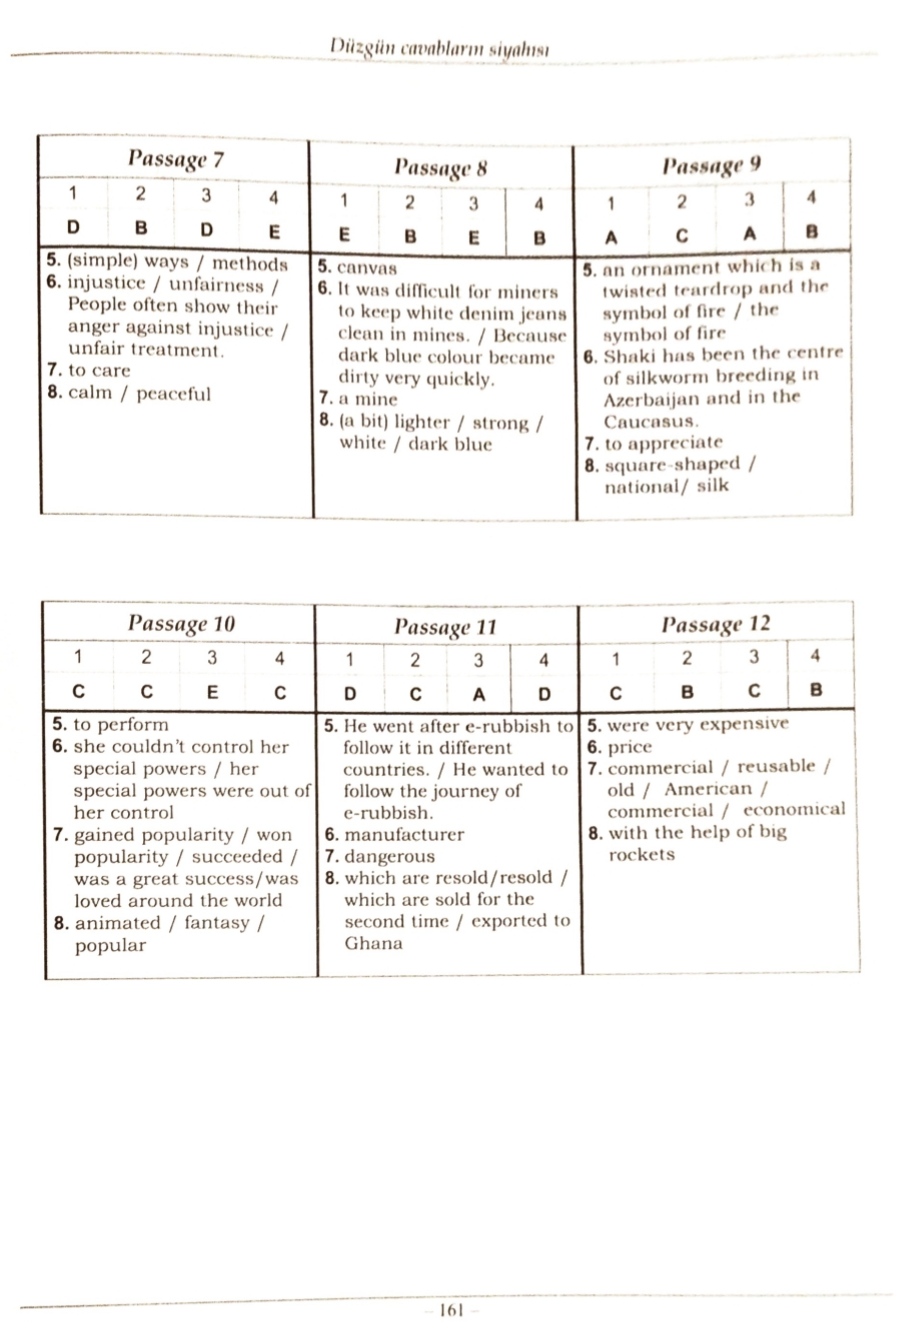 Düzgün cavabların siyahısı
Passage 7
1 2 3 4
D B D E
5. (simple) ways / methods
6. injustice / unfairness /
People often show their
anger against injustice /
unfair treatment.
7. to care
8. calm / peaceful
Passage 8
1 2 3 4
E B E B
5. canvas
6. It was difficult for miners
to keep white denim jeans
clean in mines. / Because
dark blue colour became
dirty very quickly.
7. a mine
8. (a bit) lighter / strong /
white / dark blue
Passage 9
1 2 3 4
A C A B
5. an ornament which is a
twisted teardrop and the
symbol of fire / the
symbol of fire
6. Shaki has been the centre
of silkworm breeding in
Azerbaijan and in the
Caucasus.
7. to appreciate
8. square-shaped /
national/ silk
Passage 10
1 2 3 4
C C E C
5. to perform
6. she couldn't control her
special powers / her
special powers were out of
her control
7. gained popularity / won
popularity / succeeded /
was a great success/was
loved around the world
8. animated / fantasy /
popular
Passage 11
1 2 3 4
D C A D
5. He went after e-rubbish to
follow it in different
countries. / He wanted to
follow the journey of
e-rubbish.
6. manufacturer
7. dangerous
8. which are resold/resold /
which are sold for the
second time / exported to
Ghana
Passage 12
1 2 3 4
C B C B
5. were very expensive
6. price
7. commercial / reusable /
old / American /
commercial / economical
8. with the help of big
rockets
– 161 –